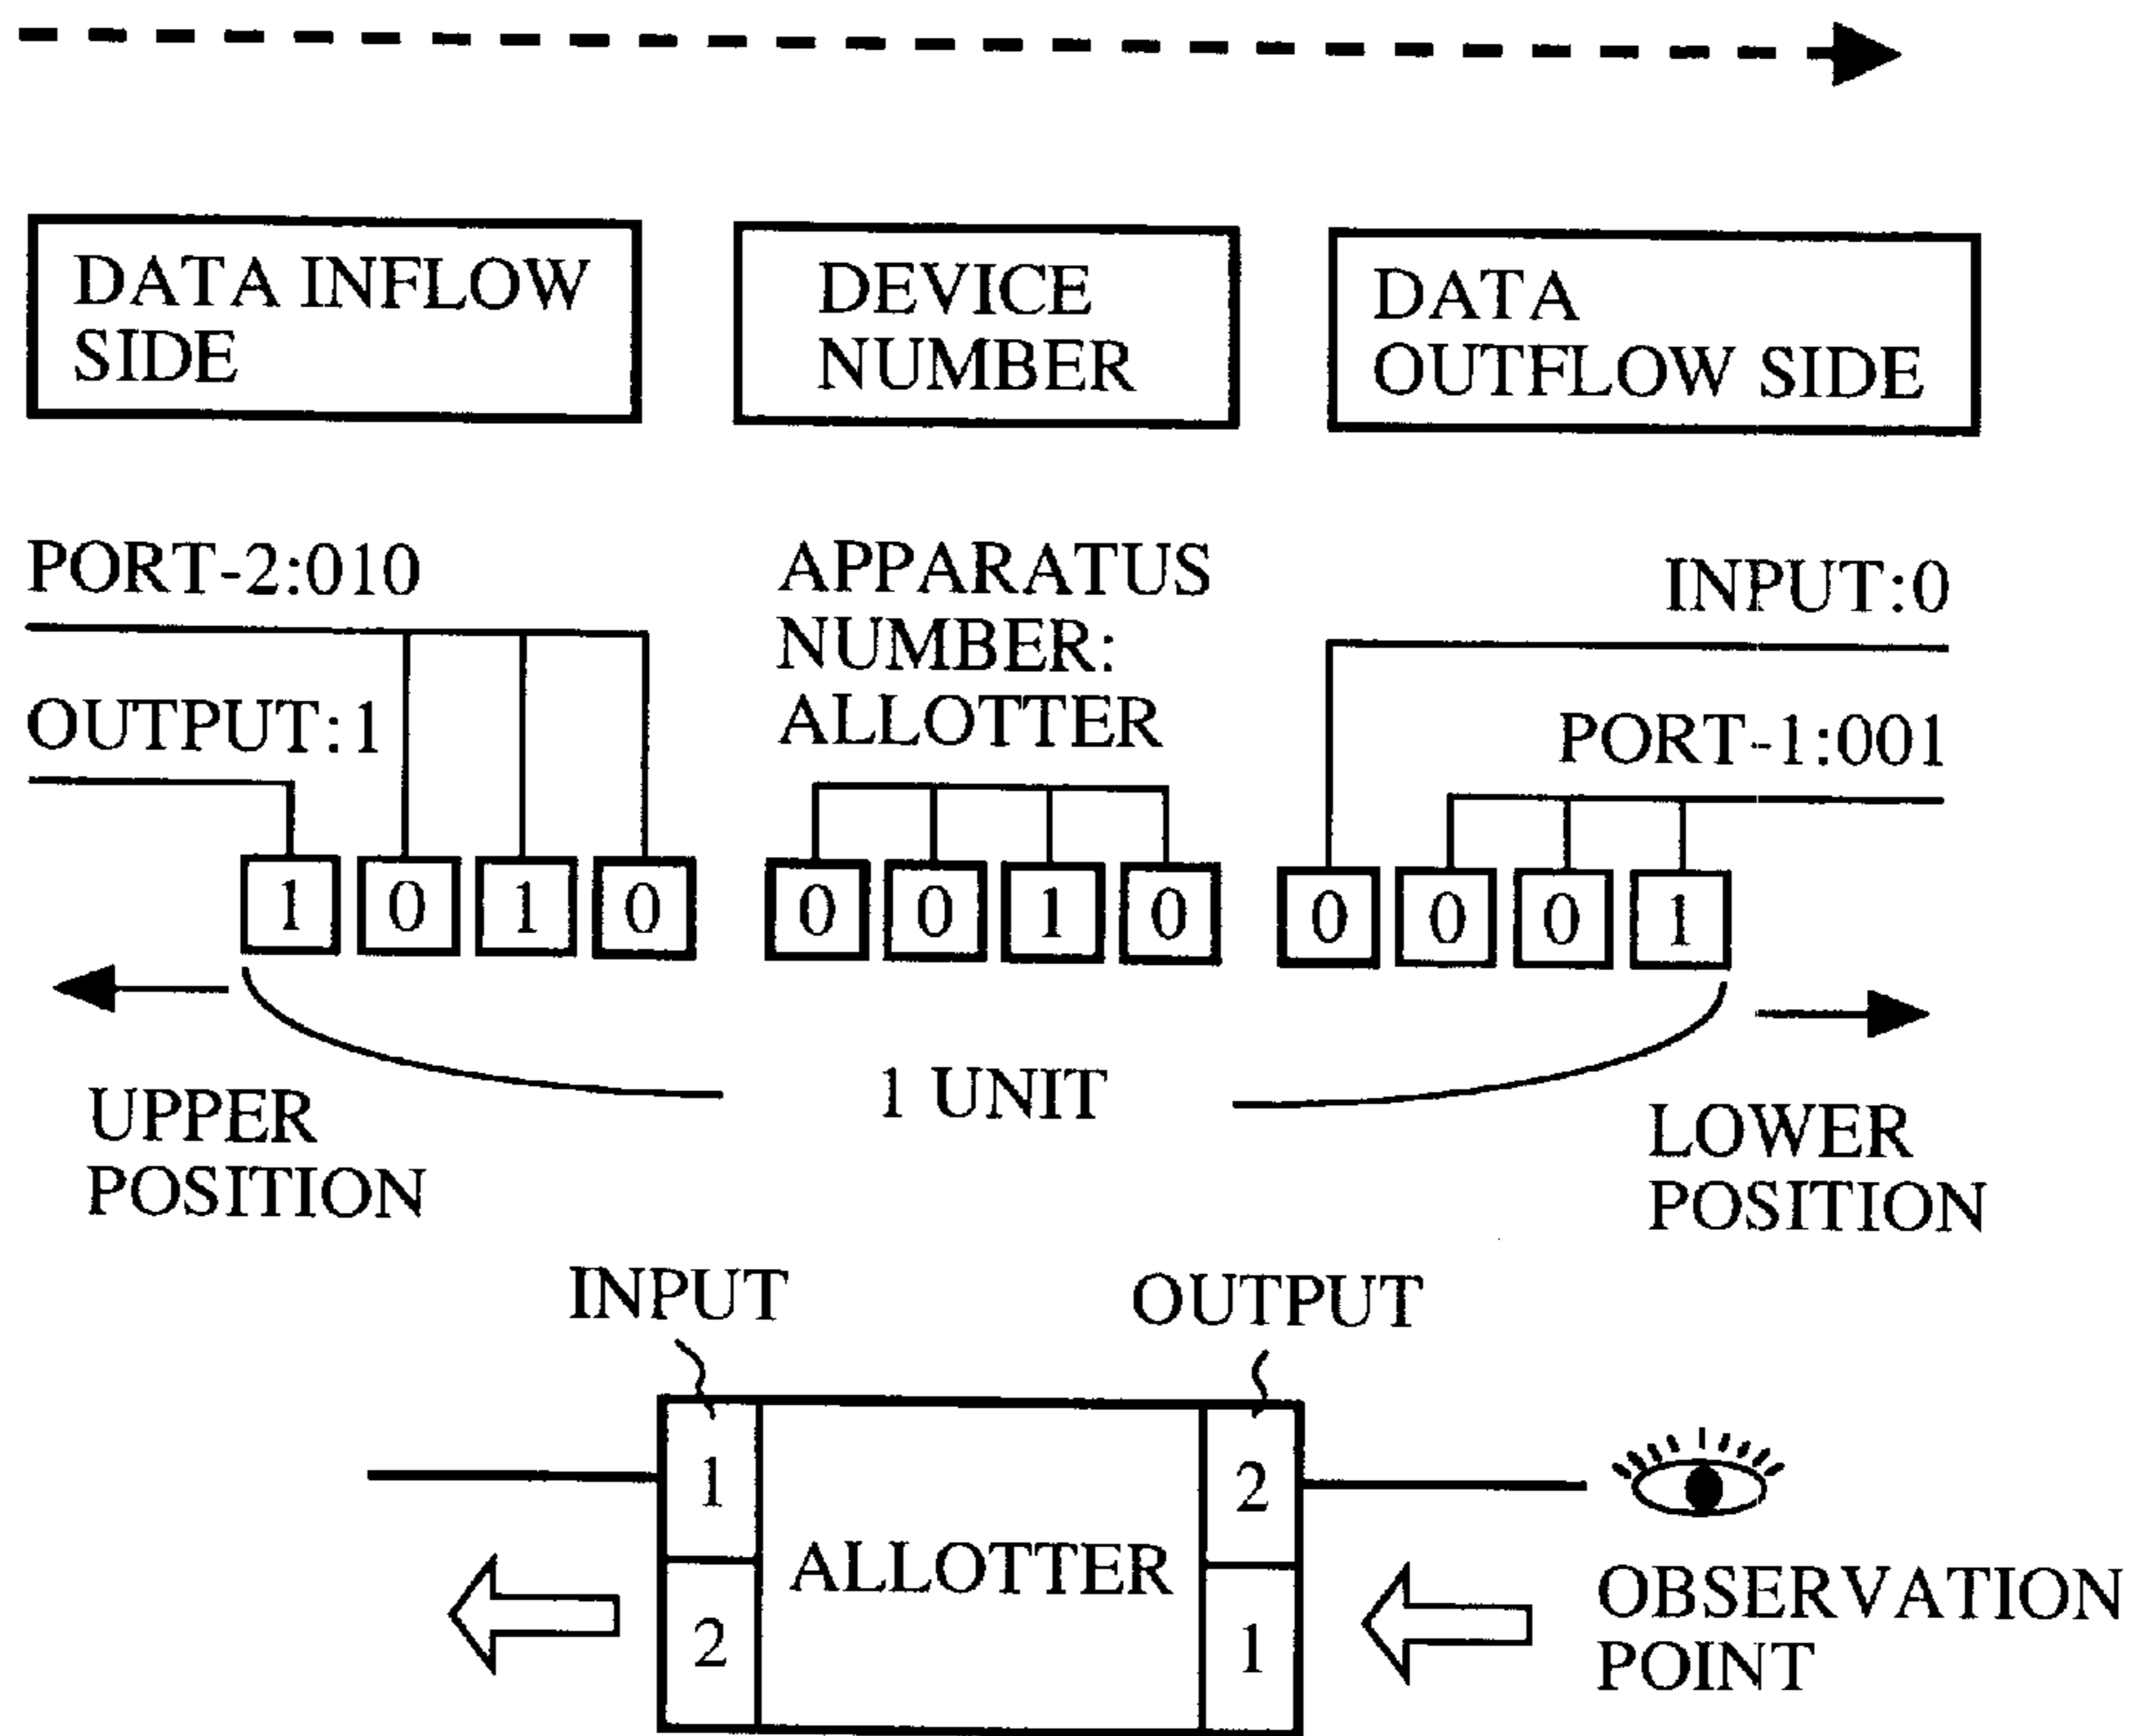 DATA INFLOW
SIDE
DEVICE
NUMBER
DATA
OUTFLOW SIDE
PORT-2:010
OUTPUT:1
APPARATUS
NUMBER:
ALLOTTER
INPUT:0
PORT-1:001
1 0 1 0
0 0 1 0
0 0 0 1
UPPER
POSITION
1 UNIT
LOWER
POSITION
INPUT
OUTPUT
1
2
ALLOTTER
2
1
OBSERVATION
POINT